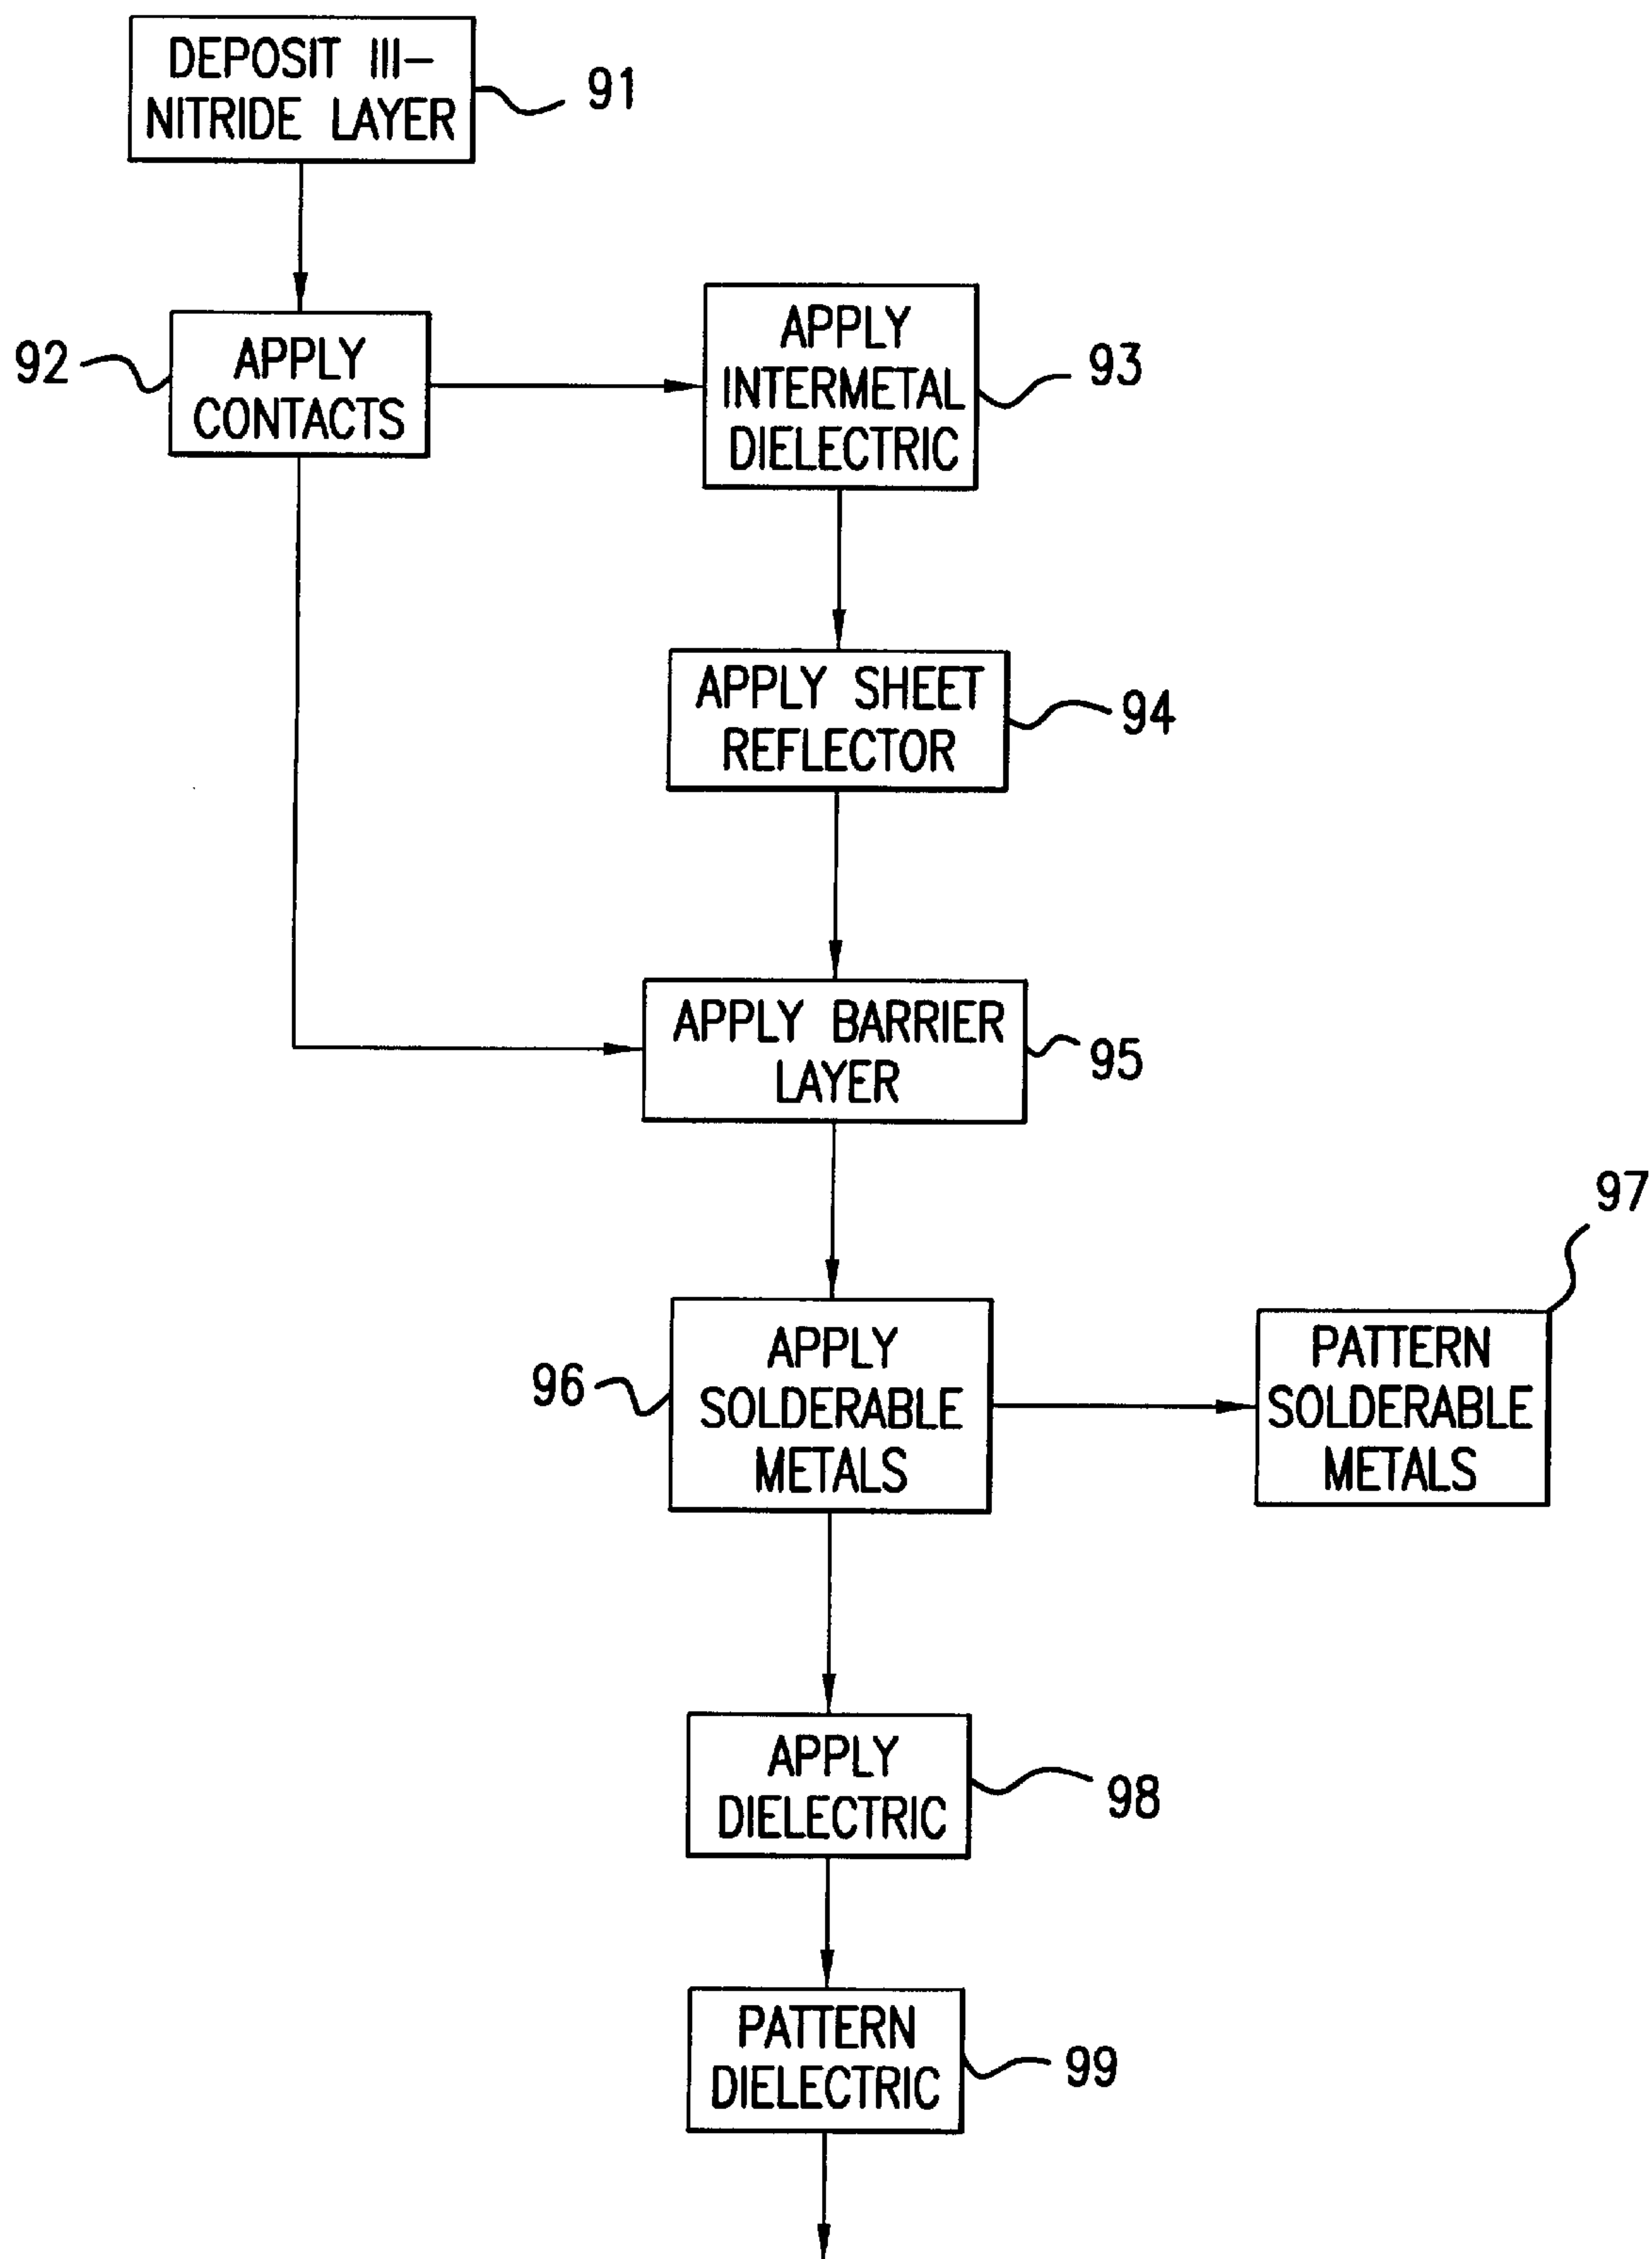 DEPOSIT III–
NITRIDE LAYER
91
92
APPLY
CONTACTS
APPLY
INTERMETAL
DIELECTRIC
93
APPLY SHEET
REFLECTOR
94
APPLY BARRIER
LAYER
95
96
APPLY
SOLDERABLE
METALS
97
PATTERN
SOLDERABLE
METALS
APPLY
DIELECTRIC
98
PATTERN
DIELECTRIC
99